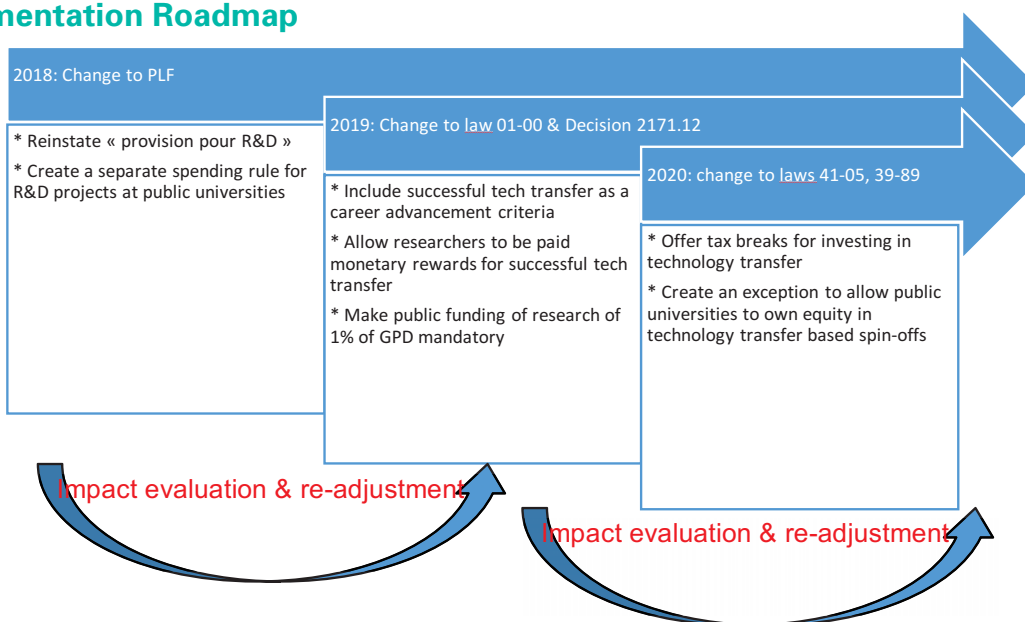 mentation Roadmap
2018: Change to PLF
* Reinstate « provision pour R&D »
* Create a separate spending rule for
R&D projects at public universities
2019: Change to law 01-00 & Decision 2171.12
* Include successful tech transfer as a
career advancement criteria
* Allow researchers to be paid
monetary rewards for successful tech
transfer
* Make public funding of research of
1% of GPD mandatory
2020: change to laws 41-05, 39-89
* Offer tax breaks for investing in
technology transfer
* Create an exception to allow public
universities to own equity in
technology transfer based spin-offs
Impact evaluation & re-adjustment
Impact evaluation & re-adjustment